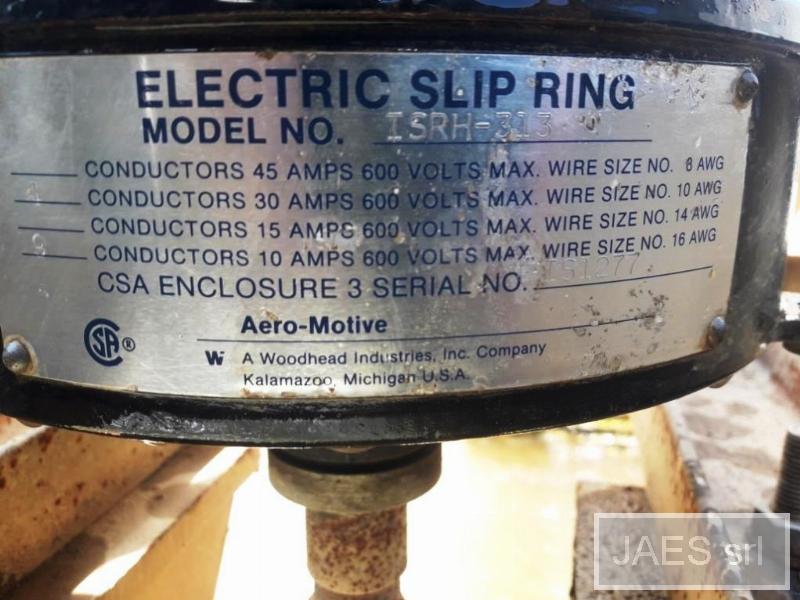 ELECTRIC SLIP RING
MODEL NO. ISRH-313
CONDUCTORS 45 AMPS 600 VOLTS MAX. WIRE SIZE NO. 6 AWG
4 CONDUCTORS 30 AMPS 600 VOLTS MAX. WIRE SIZE NO. 10 AWG
CONDUCTORS 15 AMPS 600 VOLTS MAX. WIRE SIZE NO. 14 AWG
9 CONDUCTORS 10 AMPS 600 VOLTS MAX. WIRE SIZE NO. 16 AWG
CSA ENCLOSURE 3 SERIAL NO.
Aero-Motive
CSA ®
W A Woodhead Industries, Inc. Company
Kalamazoo, Michigan U.S.A.
JAES srl